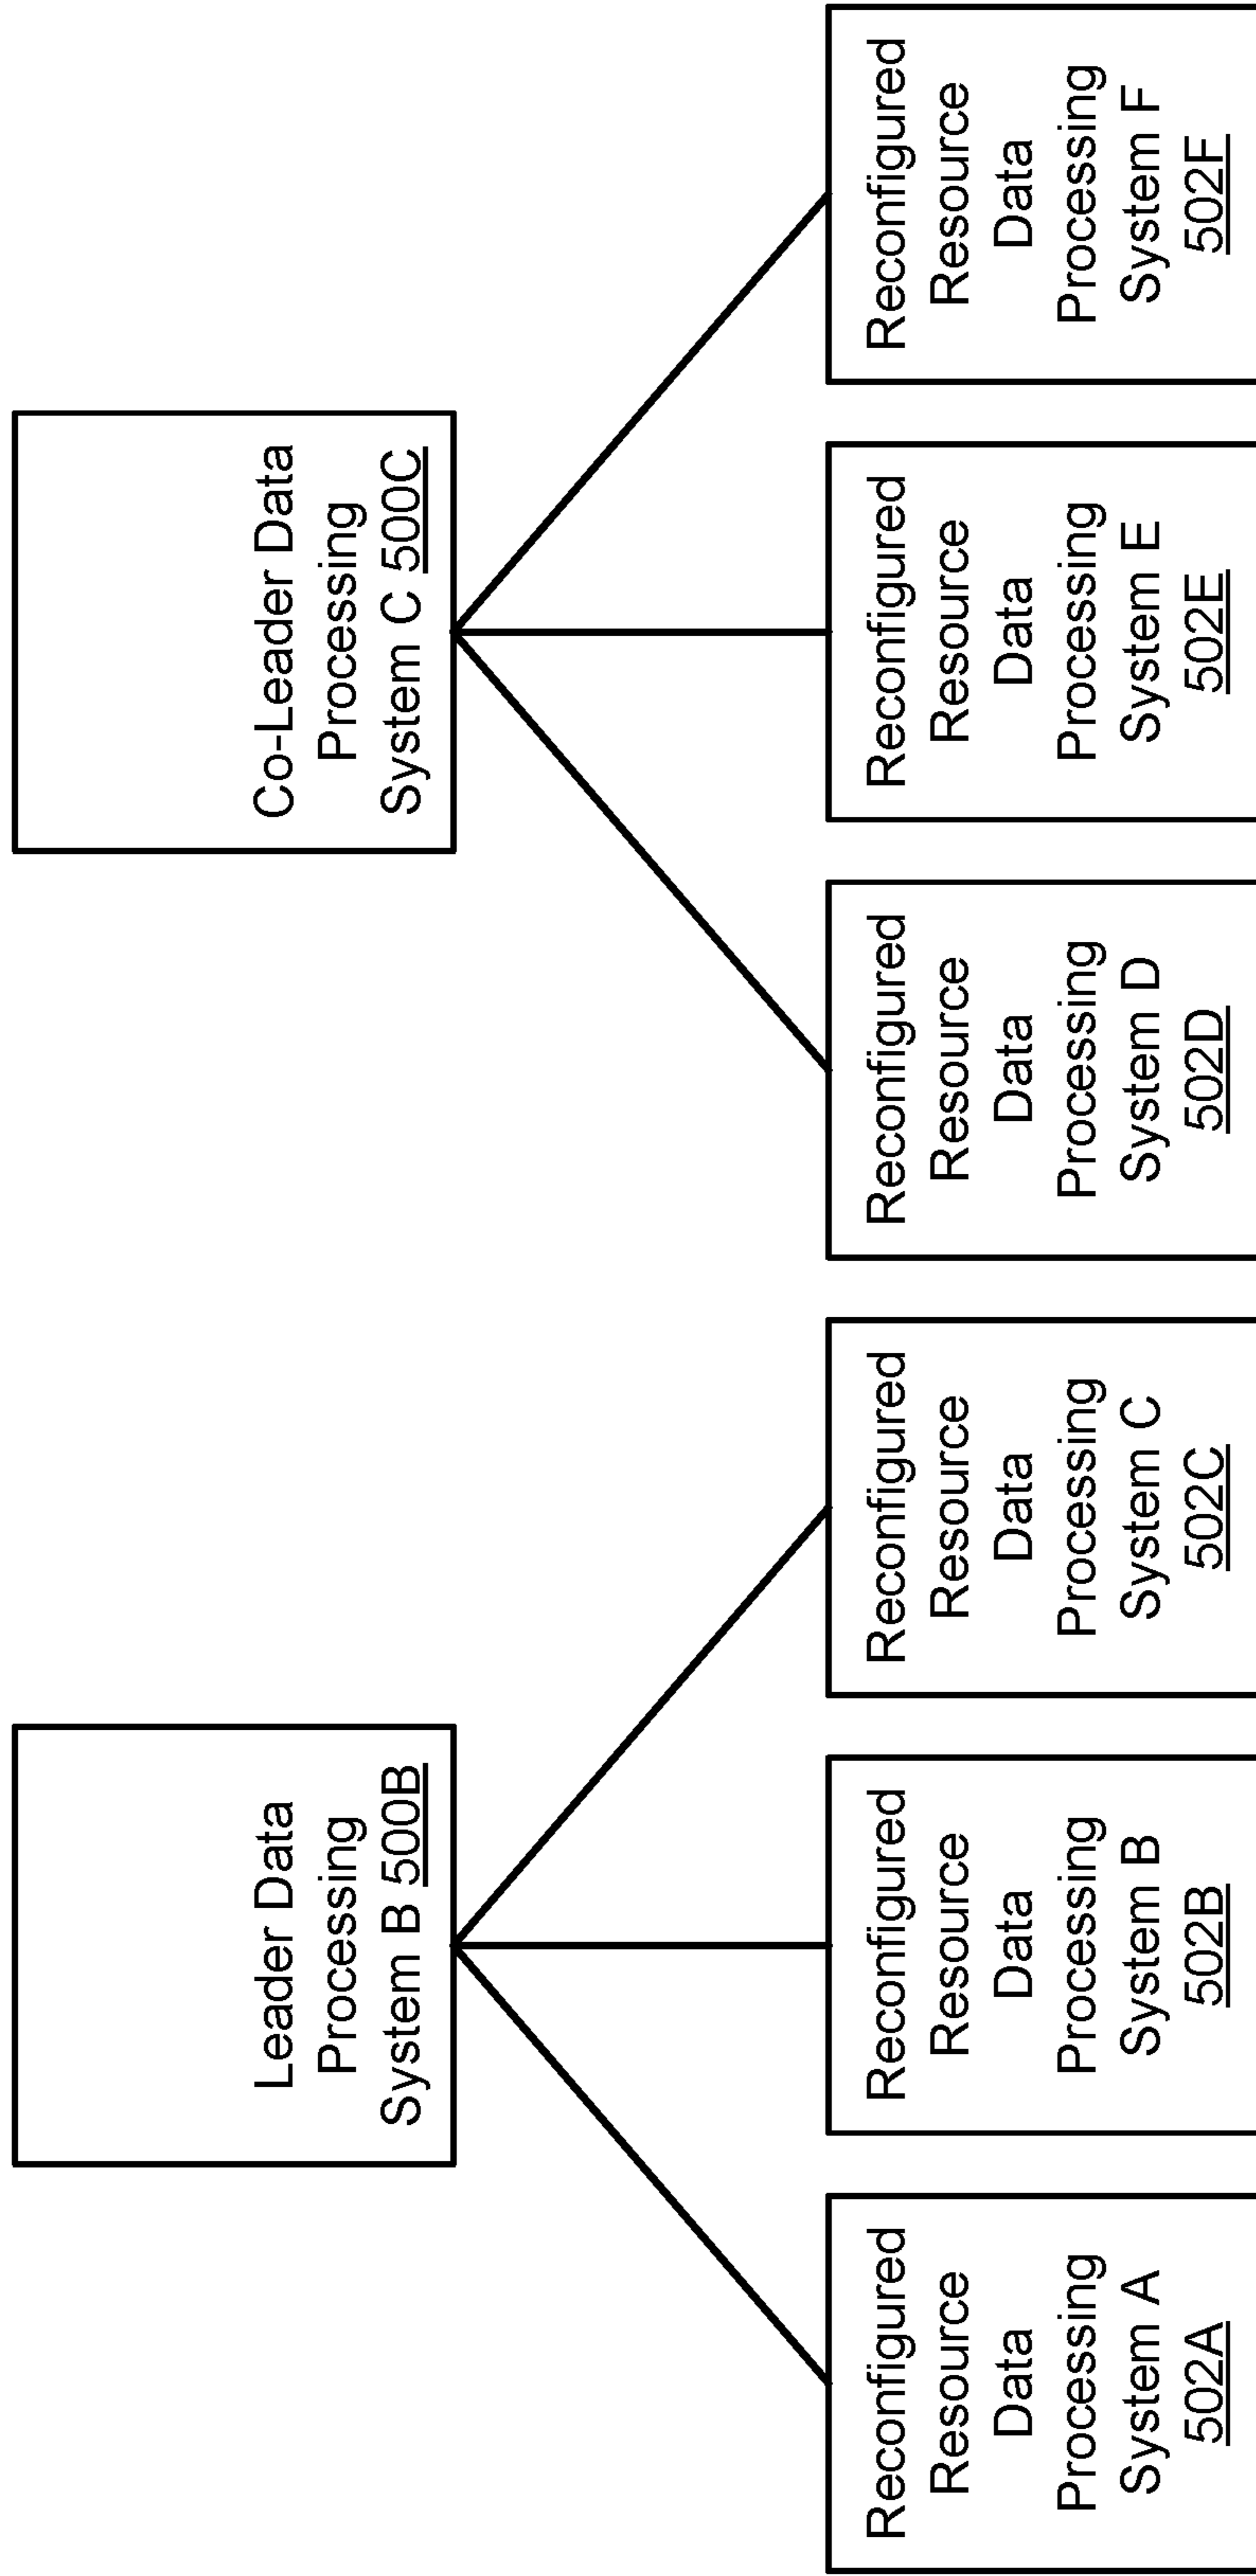 Leader Data
Processing
System B 500B
Co-Leader Data
Processing
System C 500C
Reconfigured
Resource
Data
Processing
System A
502A
Reconfigured
Resource
Data
Processing
System B
502B
Reconfigured
Resource
Data
Processing
System C
502C
Reconfigured
Resource
Data
Processing
System D
502D
Reconfigured
Resource
Data
Processing
System E
502E
Reconfigured
Resource
Data
Processing
System F
502F